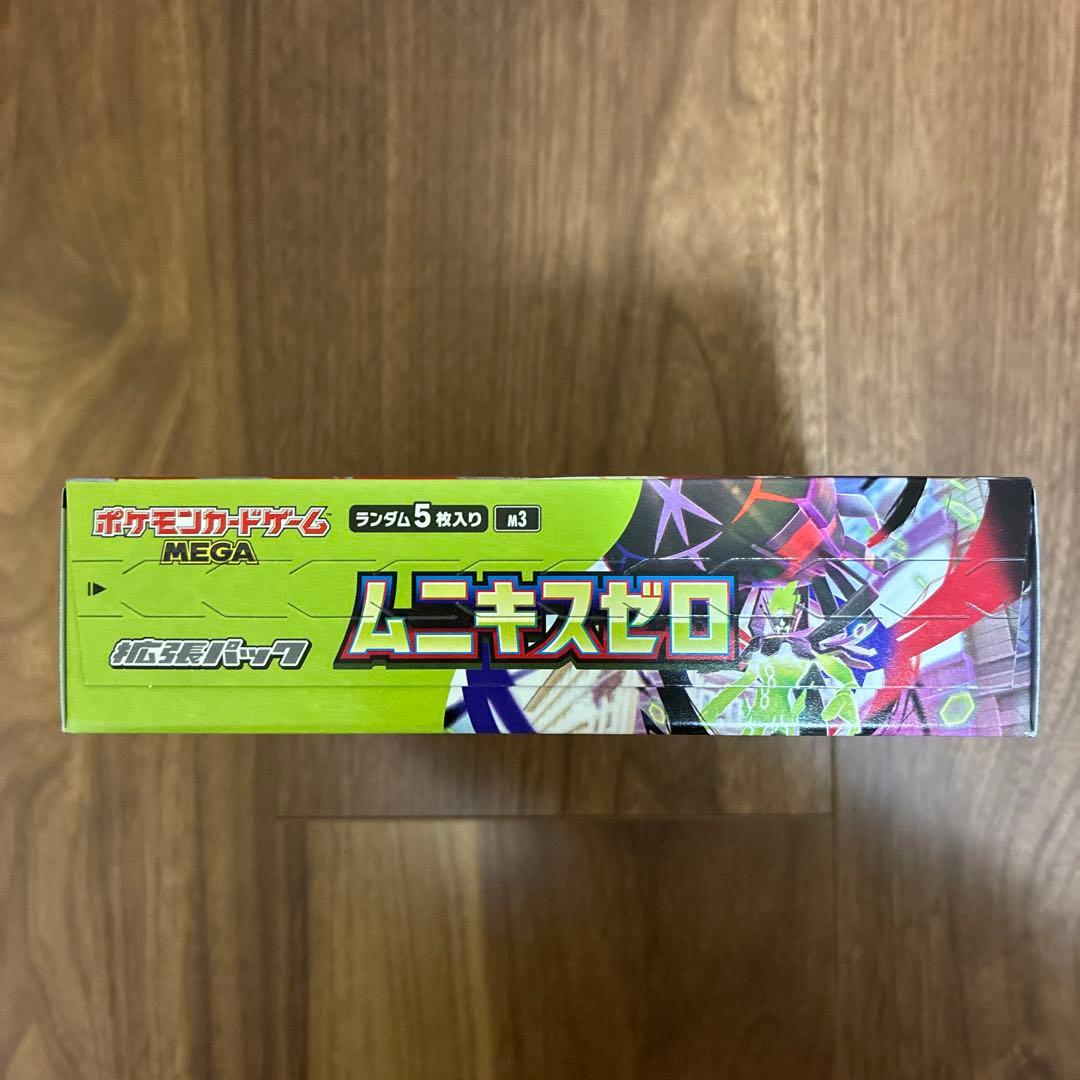 ポケモンカードゲーム
MEGA
ランダム5枚入り
M3
ムニキスゼロ
拡張パック